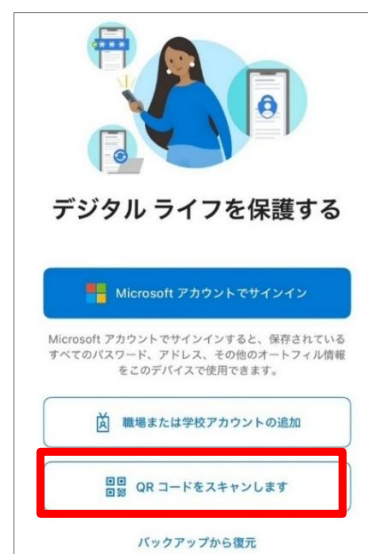 デジタル ライフを保護する
Microsoft アカウントでサインイン
Microsoft アカウントでサインインすると、保存されている
すべてのパスワード、アドレス、その他のオートフィル情報
をこのデバイスで使用できます。
職場または学校アカウントの追加
QR コードをスキャンします
バックアップから復元